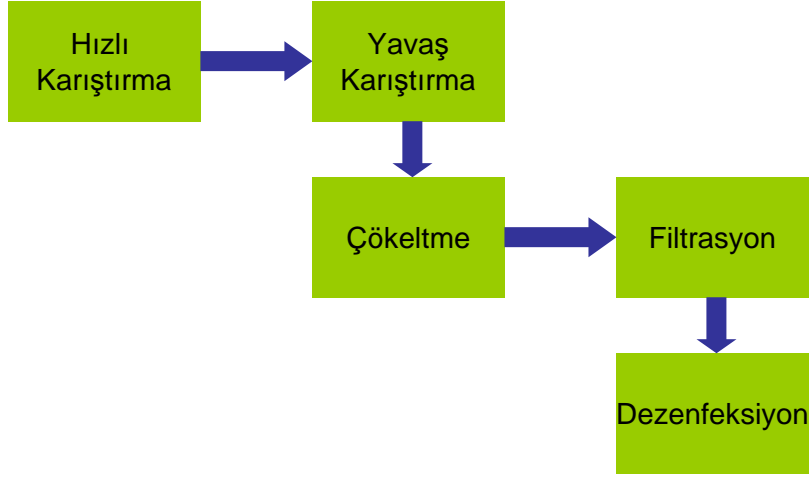 Hızlı
Karıştırma
Yavaş
Karıştırma
Çökeltme
Filtrasyon
Dezenfeksiyon